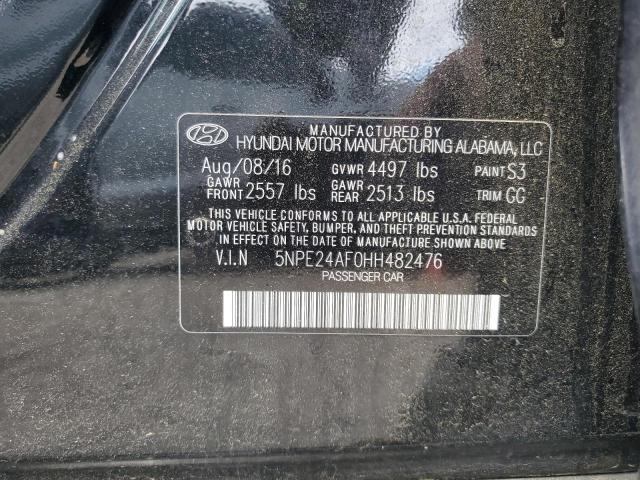 MANUFACTURED BY
HYUNDAI MOTOR MANUFACTURING ALABAMA, LLC
Aug/08/16 GVWR 4497 lbs PAINT S3
GAWR FRONT 2557 lbs GAWR REAR 2513 lbs TRIM GG
THIS VEHICLE CONFORMS TO ALL APPLICABLE U.S.A. FEDERAL
MOTOR VEHICLE SAFETY, BUMPER, AND THEFT PREVENTION
STANDARDS IN EFFECT ON THE DATE OF MANUFACTURE SHOWN ABOVE.
V.I.N 5NPE24AF0HH482476
PASSENGER CAR